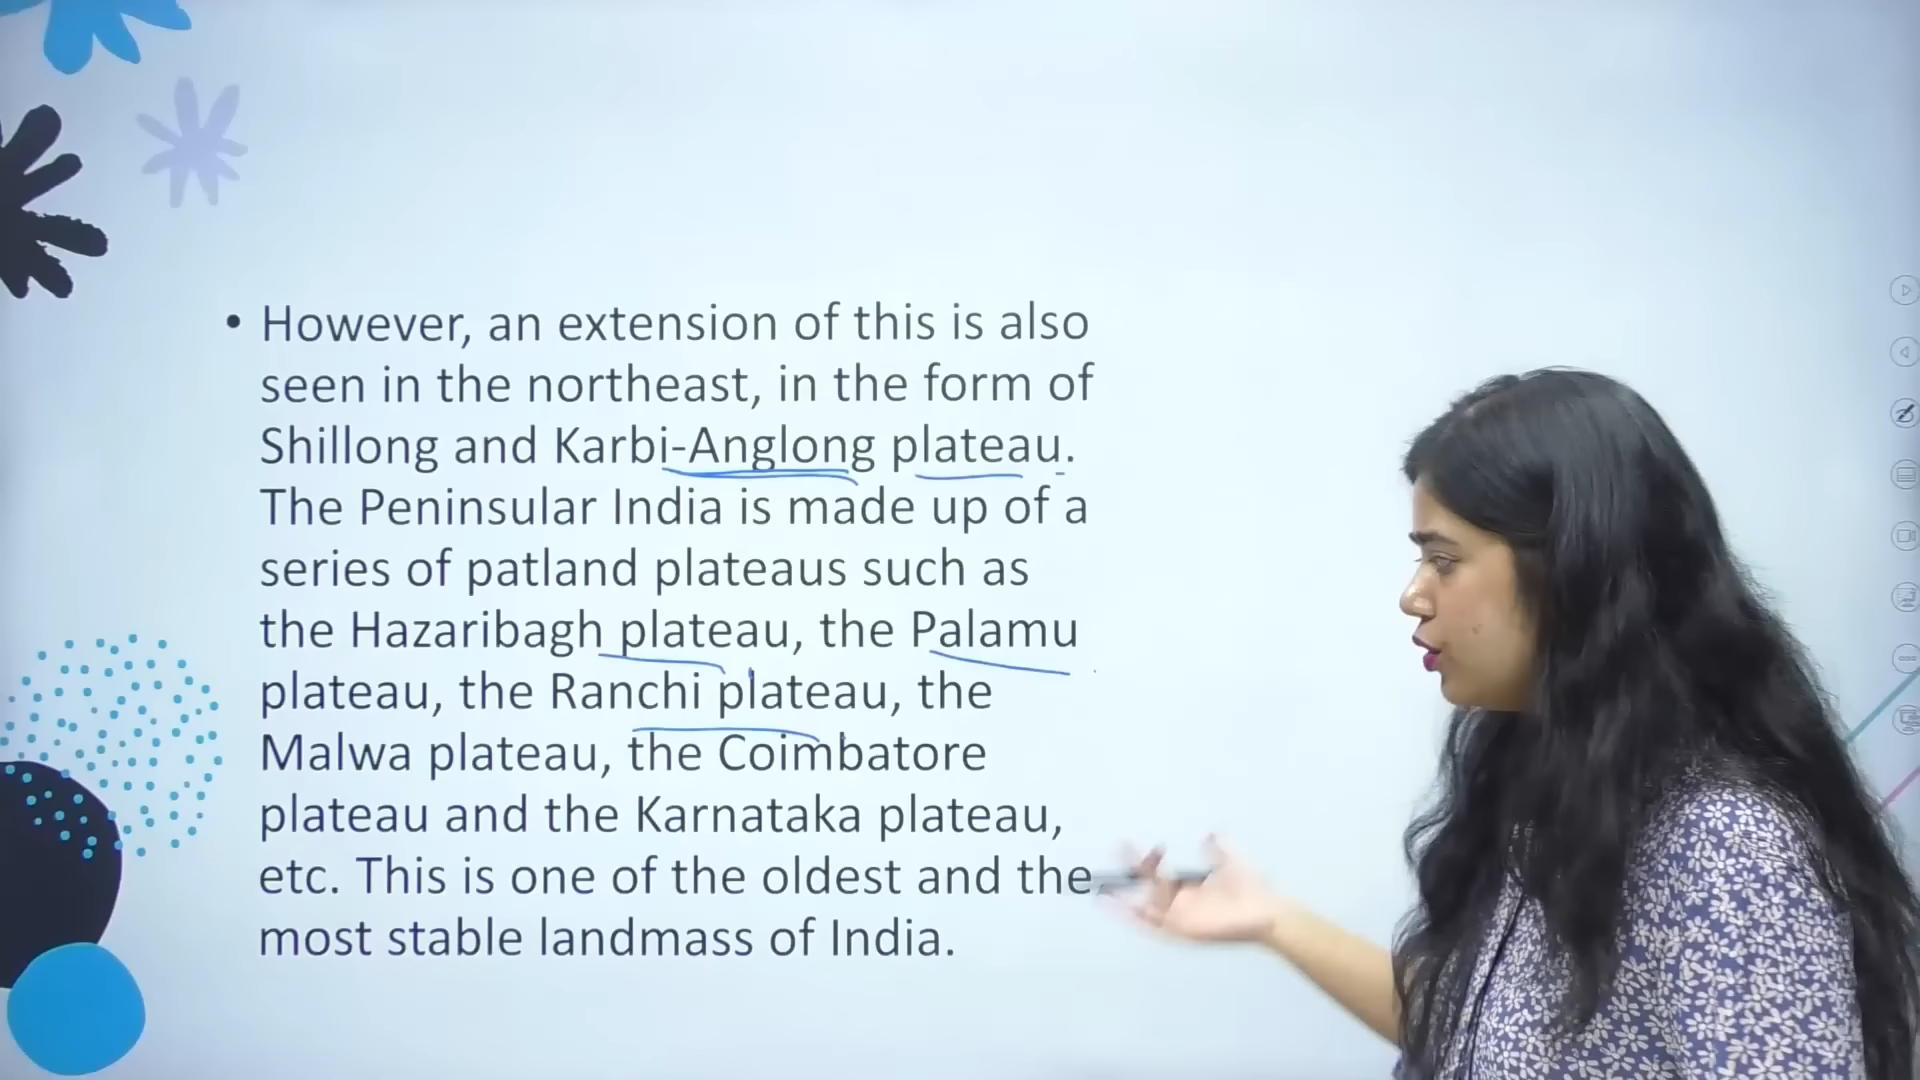 • However, an extension of this is also
seen in the northeast, in the form of
Shillong and Karbi-Anglong plateau.
The Peninsular India is made up of a
series of patland plateaus such as
the Hazaribagh plateau, the Palamu
plateau, the Ranchi plateau, the
Malwa plateau, the Coimbatore
plateau and the Karnataka plateau,
etc. This is one of the oldest and the
most stable landmass of India.